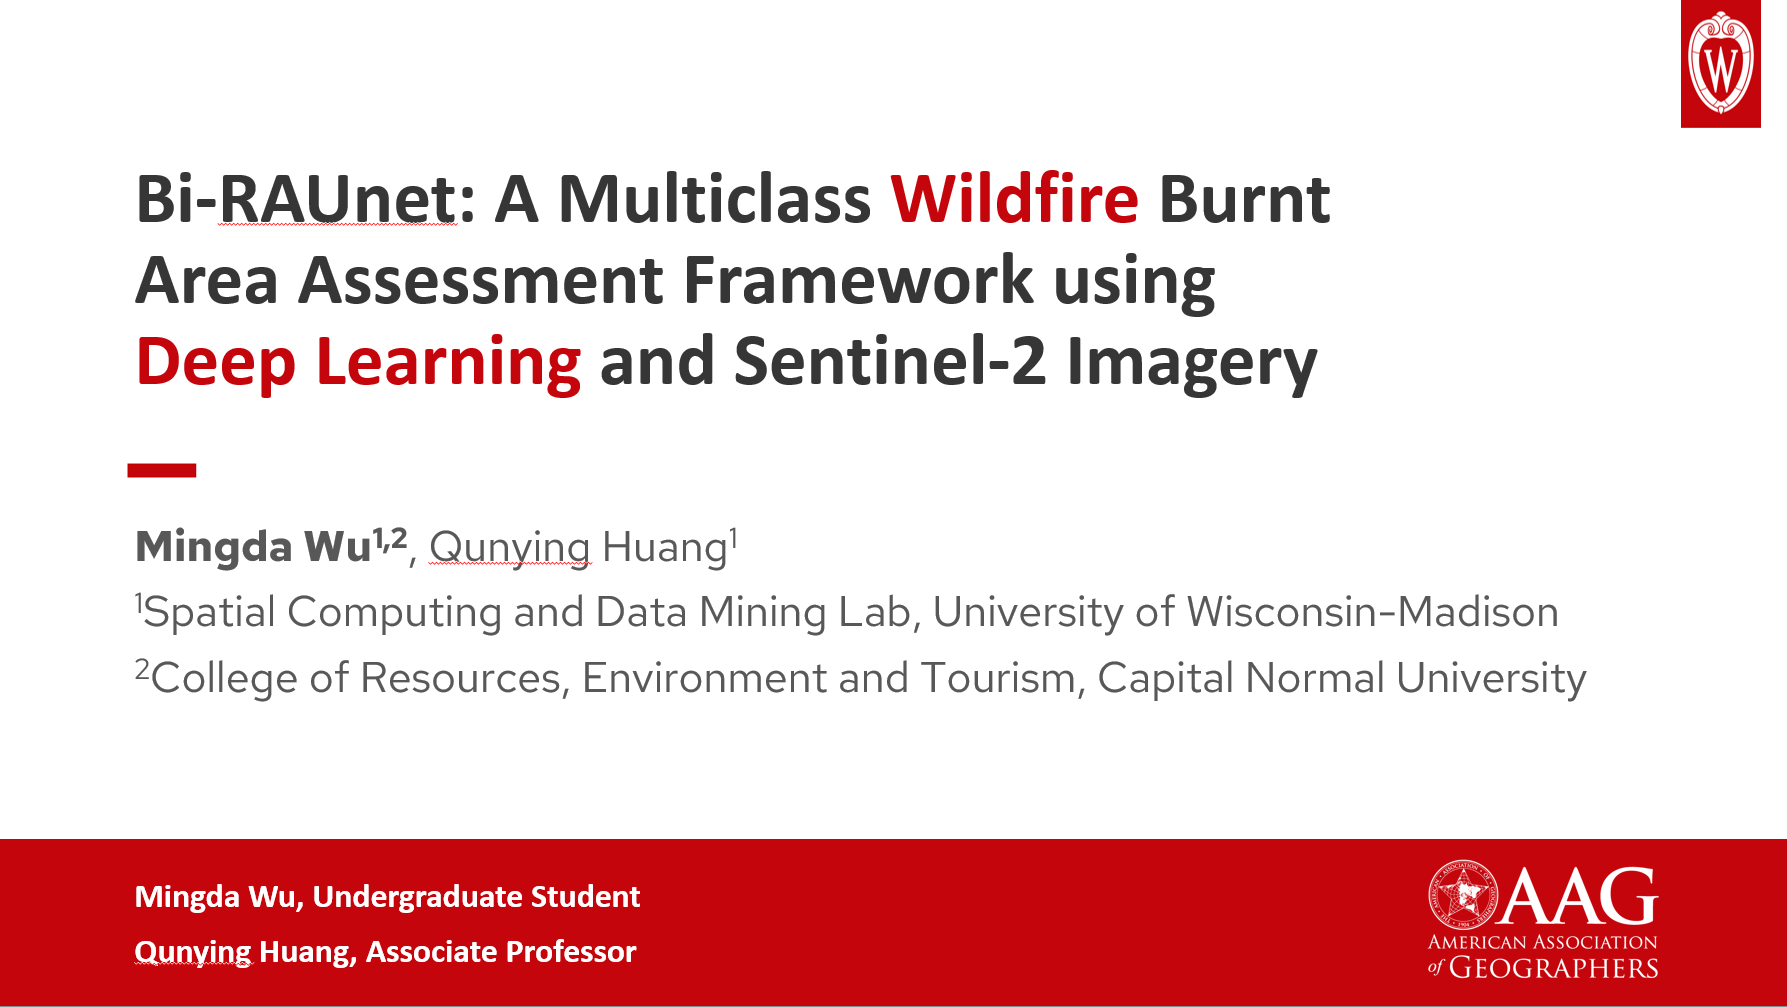 W
Bi-RAUnet: A Multiclass Wildfire Burnt
Area Assessment Framework using
Deep Learning and Sentinel-2 Imagery
Mingda Wu1,2, Qunying Huang1
1Spatial Computing and Data Mining Lab, University of Wisconsin-Madison
2College of Resources, Environment and Tourism, Capital Normal University
Mingda Wu, Undergraduate Student
Qunying Huang, Associate Professor
AAG
AMERICAN ASSOCIATION
of GEOGRAPHERS